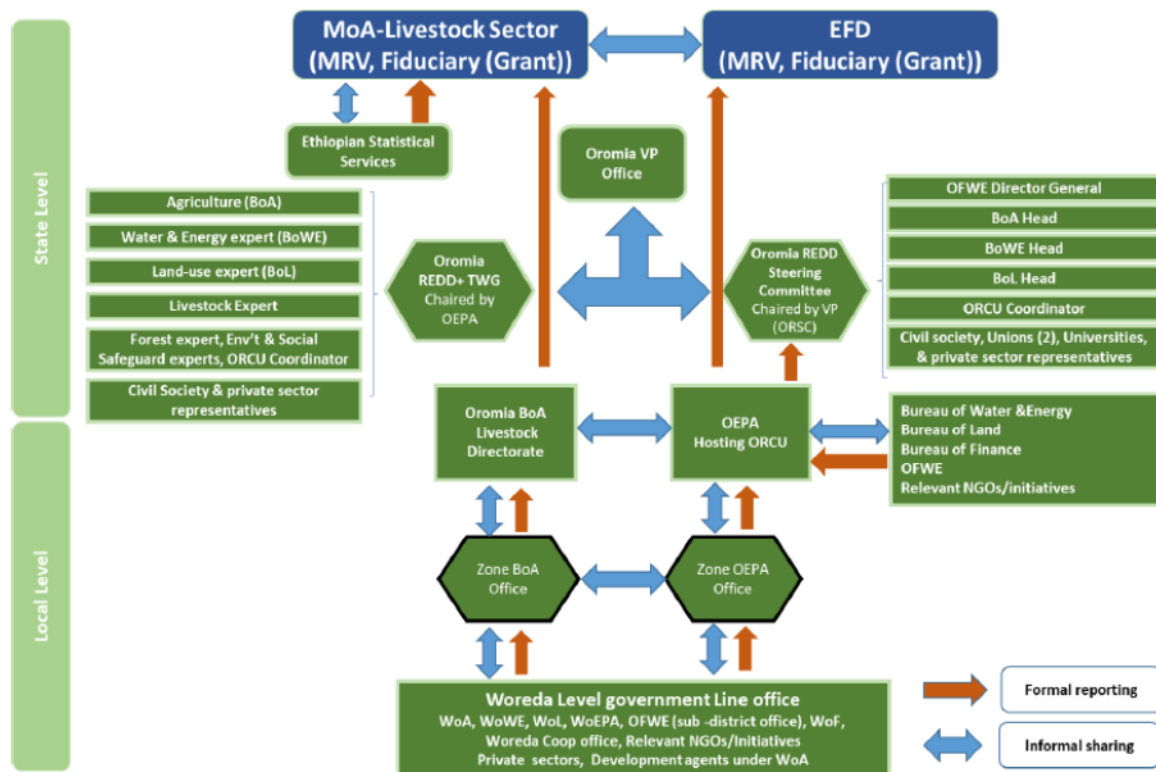 MoA-Livestock Sector
(MRV, Fiduciary (Grant))
EFD
(MRV, Fiduciary (Grant))
State Level
Ethiopian Statistical
Services
Oromia VP
Office
Agriculture (BoA)
Water & Energy expert (BoWE)
Land-use expert (BoL)
Livestock Expert
Forest expert, Env't & Social
Safeguard experts, ORCU Coordinator
Civil Society & private sector
representatives
Oromia
REDD+ TWG
Chaired by
OEPA
Oromia REDD
Steering
Committee
Chaired by VP
(ORSC)
OFWE Director General
BoA Head
BoWE Head
BoL Head
ORCU Coordinator
Civil society, Unions (2), Universities,
& private sector representatives
Local Level
Oromia BoA
Livestock
Directorate
OEPA
Hosting ORCU
Bureau of Water &Energy
Bureau of Land
Bureau of Finance
OFWE
Relevant NGOs/initiatives
Zone BoA
Office
Zone OEPA
Office
Woreda Level government Line office
WoA, WoWE, WoL, WoEPA, OFWE (sub -district office), WoF,
Woreda Coop office, Relevant NGOs/Initiatives
Private sectors, Development agents under WoA
Formal reporting
Informal sharing